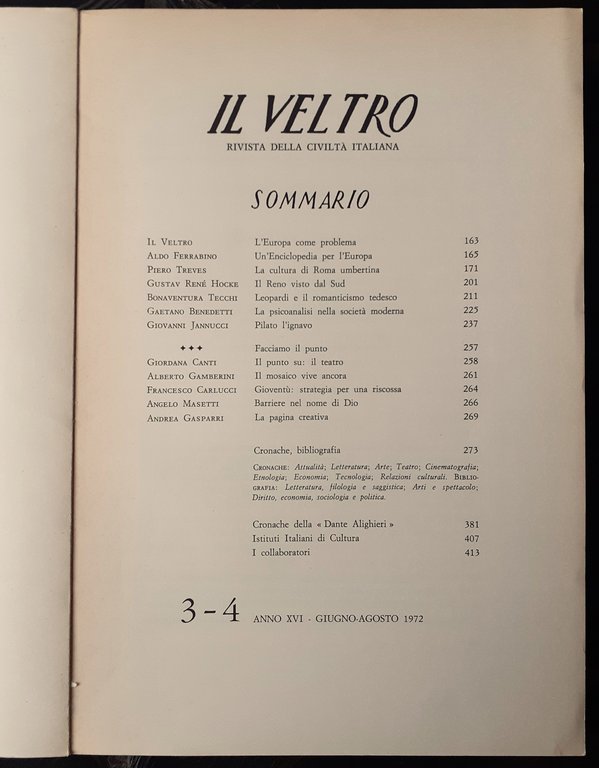 IL VELTRO
RIVISTA DELLA CIVILTÀ ITALIANA
SOMMARIO
IL VELTRO L'Europa come problema 163
ALDO FERRABINO Un'Enciclopedia per l'Europa 165
PIERO TREVES La cultura di Roma umbertina 171
GUSTAV RENÉ HOCKE Il Reno visto dal Sud 201
BONAVENTURA TECCHI Leopardi e il romanticismo tedesco 211
GAETANO BENEDETTI La psicoanalisi nella società moderna 225
GIOVANNI JANNUCCI Pilato l'ignavo 237
✦✦✦ Facciamo il punto 257
GIORDANA CANTI Il punto su: il teatro 258
ALBERTO GAMBERINI Il mosaico vive ancora 261
FRANCESCO CARLUCCI Gioventù: strategia per una riscossa 264
ANGELO MASETTI Barriere nel nome di Dio 266
ANDREA GASPARRI La pagina creativa 269
Cronache, bibliografia 273
CRONACHE: Attualità; Letteratura; Arte; Teatro; Cinematografia;
Etnologia; Economia; Tecnologia; Relazioni culturali. BIBLIO-
GRAFIA: Letteratura, filologia e saggistica; Arti e spettacolo;
Diritto, economia, sociologia e politica.
Cronache della « Dante Alighieri » 381
Istituti Italiani di Cultura 407
I collaboratori 413
3-4 ANNO XVI - GIUGNO-AGOSTO 1972